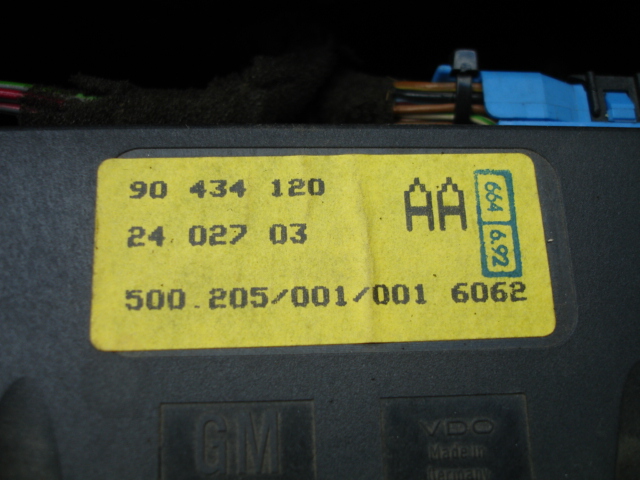 90 434 120
AA
664
6.92
24 027 03
500.205/001/001 6062
GM
VDO
Made in
Germany